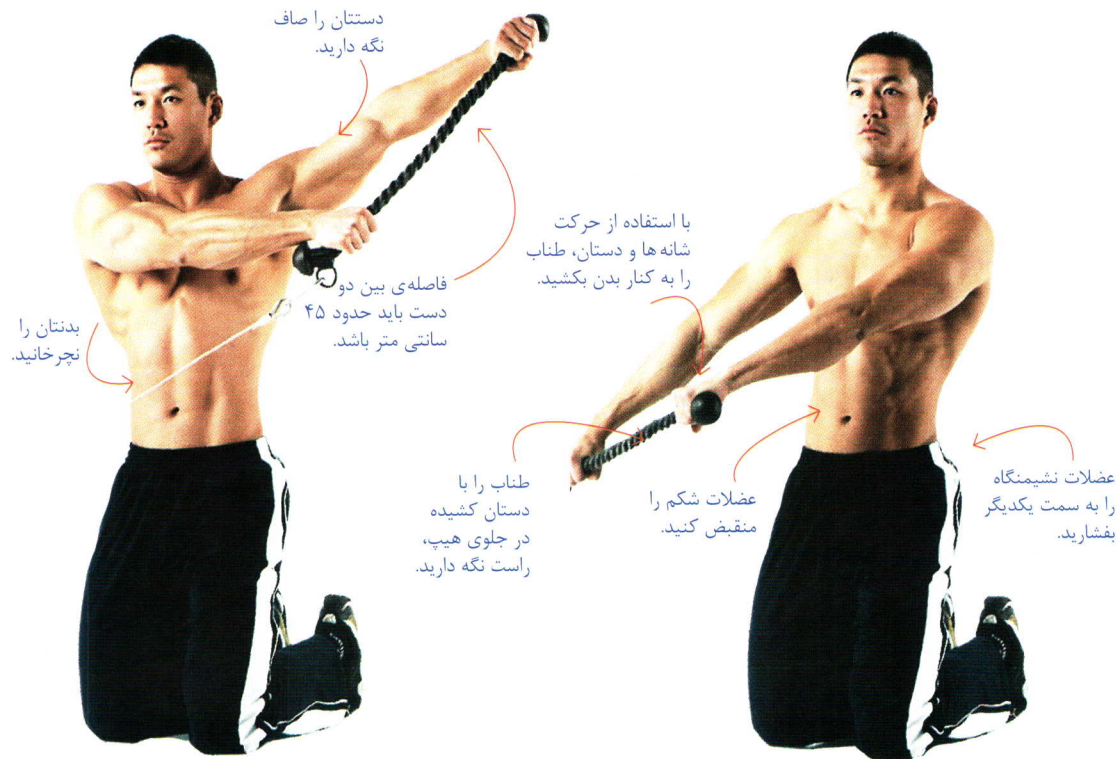 دستتان را صاف
نگه دارید.
با استفاده از حرکت
شانه ها و دستان، طناب
را به کنار بدن بکشید.
فاصله‌ی بین دو
دست باید حدود ۴۵
سانتی متر باشد.
بدنتان را
نچرخانید.
عضلات نشیمنگاه
را به سمت یکدیگر
بفشارید.
عضلات شکم را
منقبض کنید.
طناب را با
دستان کشیده
در جلوی هیپ،
راست نگه دارید.